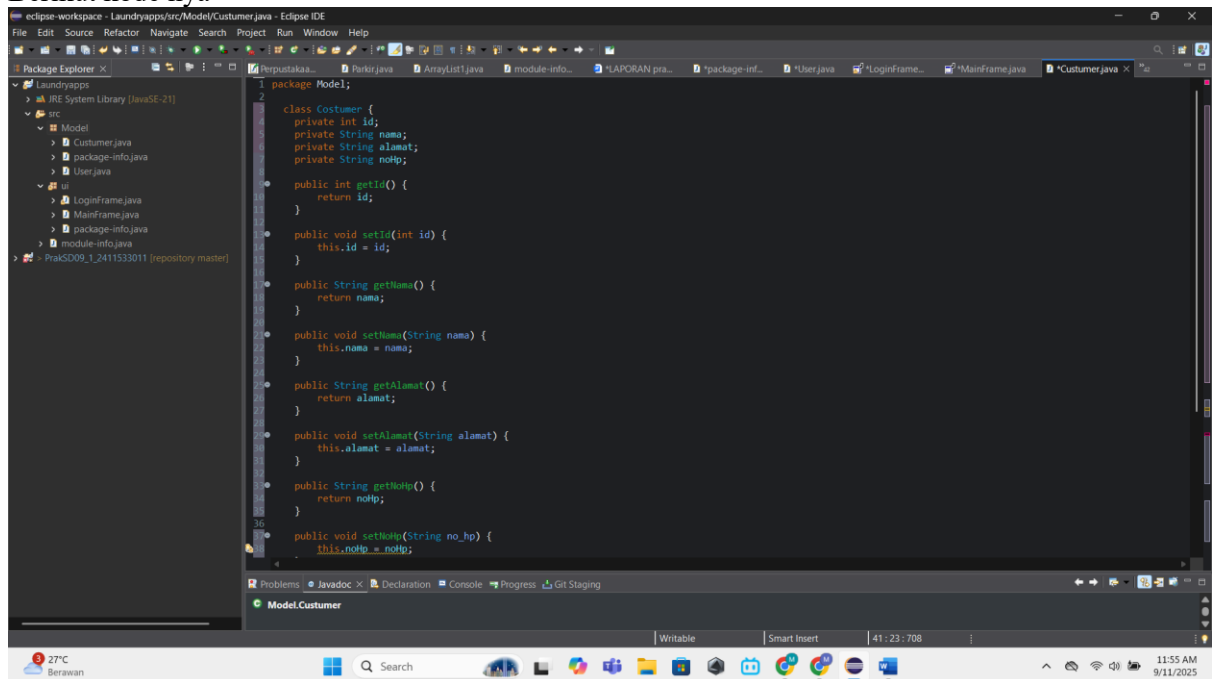 eclipse-workspace - Laundryapps/src/Model/Custumer.java - Eclipse IDE
File Edit Source Refactor Navigate Search Project Run Window Help
Package Explorer
Perpustakaa... Parkir.java ArrayList1.java module-info... *LAPORAN pra... *package-inf... *User.java *LoginFrame... *MainFrame.java *Custumer.java
Laundryapps
JRE System Library [JavaSE-21]
src
Model
Custumer.java
package-info.java
User.java
ui
LoginFrame.java
MainFrame.java
package-info.java
module-info.java
> PrakSD09_1_2411533011 [repository master]
1 package Model;
2
3 class Costumer {
4 private int id;
5 private String nama;
6 private String alamat;
7 private String noHp;
8
9 public int getId() {
10 return id;
11 }
12
13 public void setId(int id) {
14 this.id = id;
15 }
16
17 public String getNama() {
18 return nama;
19 }
20
21 public void setNama(String nama) {
22 this.nama = nama;
23 }
24
25 public String getAlamat() {
26 return alamat;
27 }
28
29 public void setAlamat(String alamat) {
30 this.alamat = alamat;
31 }
32
33 public String getNoHp() {
34 return noHp;
35 }
36
37 public void setNoHp(String no_hp) {
38 this.noHp = noHp;
Problems Javadoc Declaration Console Progress Git Staging
Model.Custumer
Writable Smart Insert 41 : 23 : 708
3 27°C
Berawan
Search
11:55 AM
9/11/2025